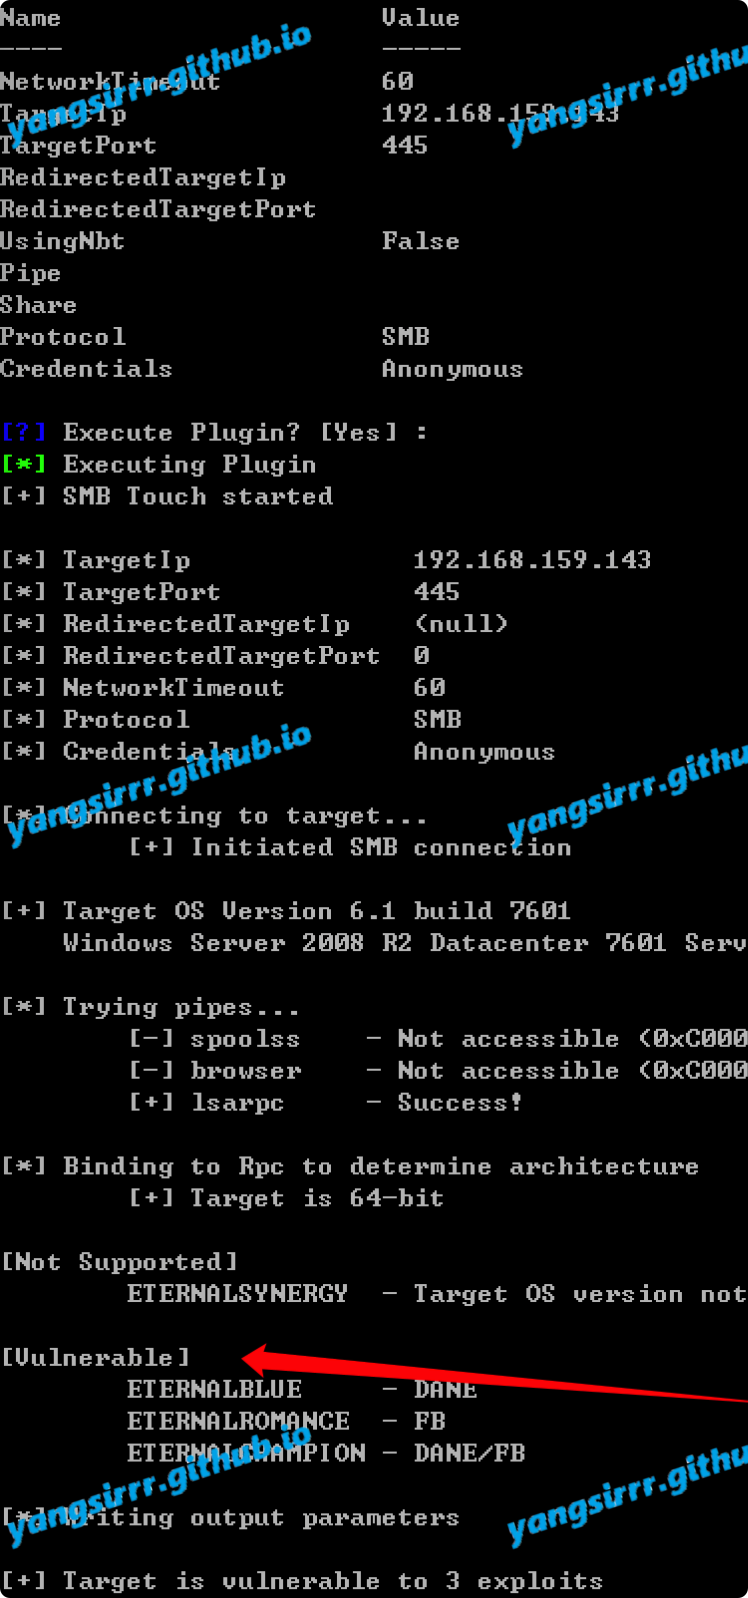 Name Value
---- -----
NetworkTimeout 60
TargetIp 192.168.159.143
TargetPort 445
RedirectedTargetIp
RedirectedTargetPort
UsingNbt False
Pipe
Share
Protocol SMB
Credentials Anonymous
[?] Execute Plugin? [Yes] :
[*] Executing Plugin
[+] SMB Touch started
[*] TargetIp 192.168.159.143
[*] TargetPort 445
[*] RedirectedTargetIp (null)
[*] RedirectedTargetPort 0
[*] NetworkTimeout 60
[*] Protocol SMB
[*] Credentials Anonymous
[*] Connecting to target...
[+] Initiated SMB connection
[+] Target OS Version 6.1 build 7601
Windows Server 2008 R2 Datacenter 7601 Serv
[*] Trying pipes...
[-] spoolss - Not accessible (0xC000
[-] browser - Not accessible (0xC000
[+] lsarpc - Success!
[*] Binding to Rpc to determine architecture
[+] Target is 64-bit
[Not Supported]
ETERNALSYNERGY - Target OS version not
[Vulnerable]
ETERNALBLUE - DANE
ETERNALROMANCE - FB
ETERNALCHAMPION - DANE/FB
[*] Writing output parameters
[+] Target is vulnerable to 3 exploits
yangsirrr.github.io
yangsirrr.githu
yangsirrr.github.io
yangsirrr.githu
yangsirrr.github.io
yangsirrr.githu